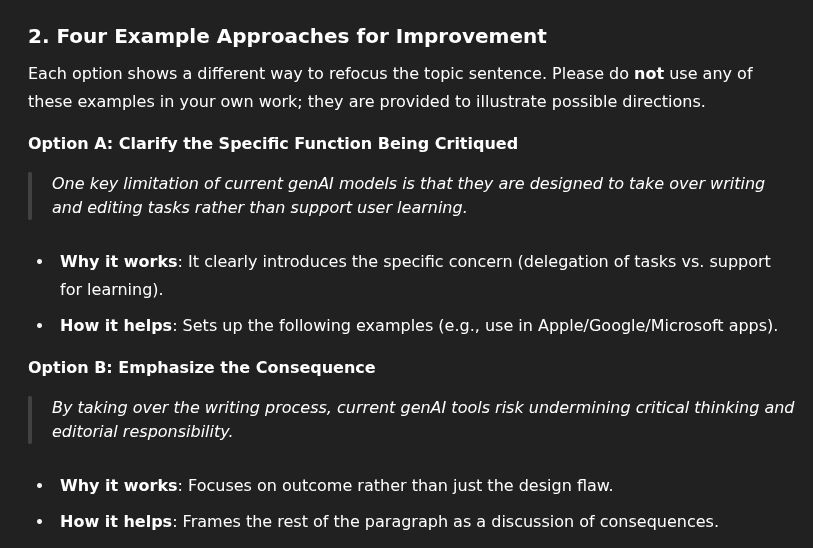 2. Four Example Approaches for Improvement
Each option shows a different way to refocus the topic sentence. Please do not use any of
these examples in your own work; they are provided to illustrate possible directions.
Option A: Clarify the Specific Function Being Critiqued
One key limitation of current genAI models is that they are designed to take over writing
and editing tasks rather than support user learning.
• Why it works: It clearly introduces the specific concern (delegation of tasks vs. support
for learning).
• How it helps: Sets up the following examples (e.g., use in Apple/Google/Microsoft apps).
Option B: Emphasize the Consequence
By taking over the writing process, current genAI tools risk undermining critical thinking and
editorial responsibility.
• Why it works: Focuses on outcome rather than just the design flaw.
• How it helps: Frames the rest of the paragraph as a discussion of consequences.